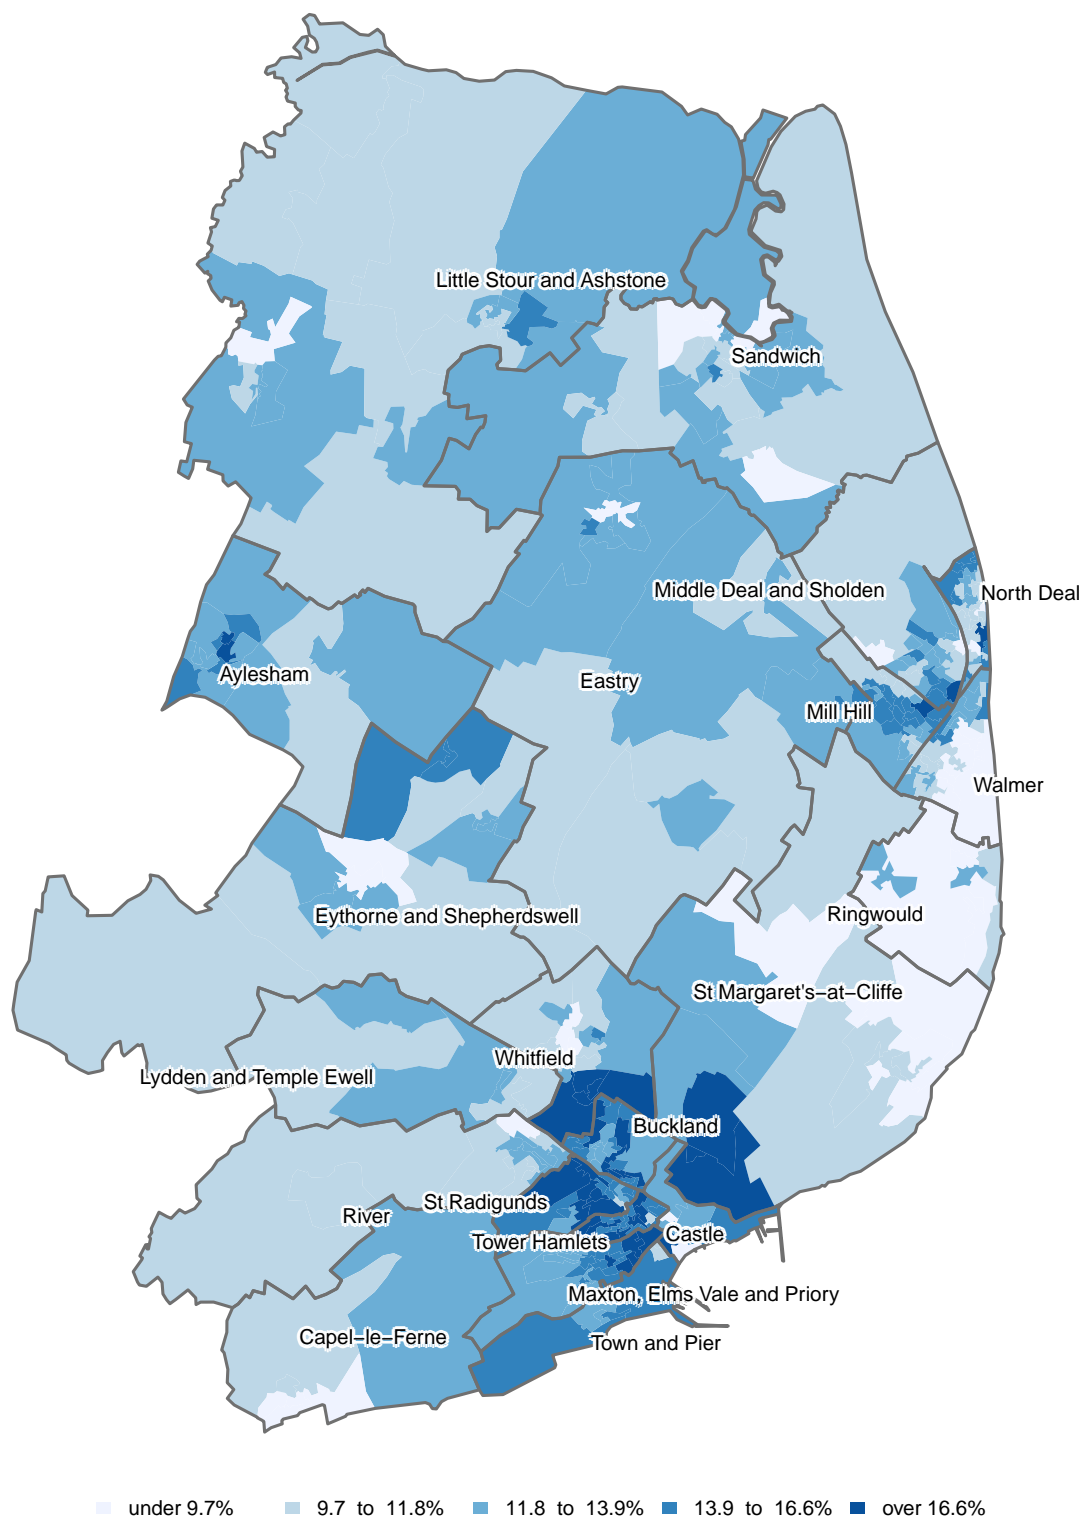 Little Stour and Ashstone
Sandwich
Middle Deal and Sholden
North Deal
Aylesham
Eastry
Mill Hill
Walmer
Eythorne and Shepherdswell
Ringwould
St Margaret's−at−Cliffe
Whitfield
Lydden and Temple Ewell
Buckland
St Radigunds
River
Tower Hamlets
Castle
Maxton, Elms Vale and Priory
Capel−le−Ferne
Town and Pier
under 9.7% 9.7 to 11.8% 11.8 to 13.9% 13.9 to 16.6% over 16.6%